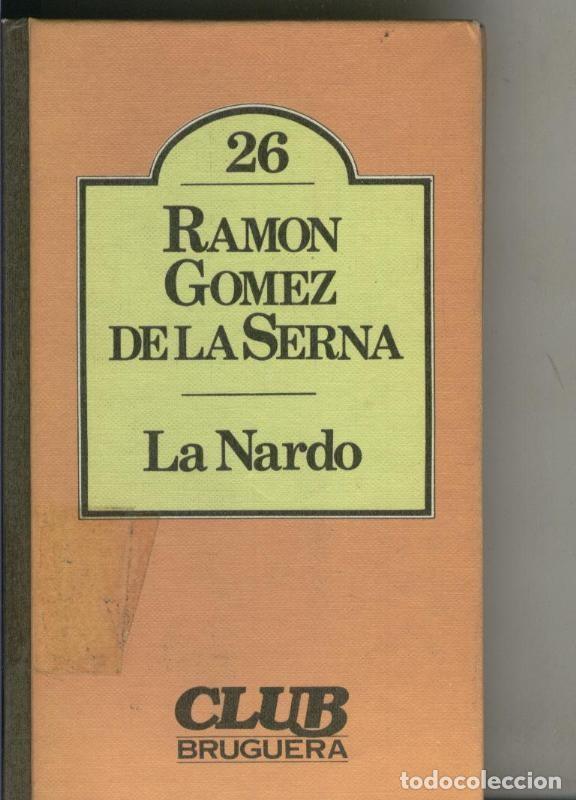 26
RAMON
GOMEZ
DE LA SERNA
La Nardo
CLUB
BRUGUERA
todocoleccion